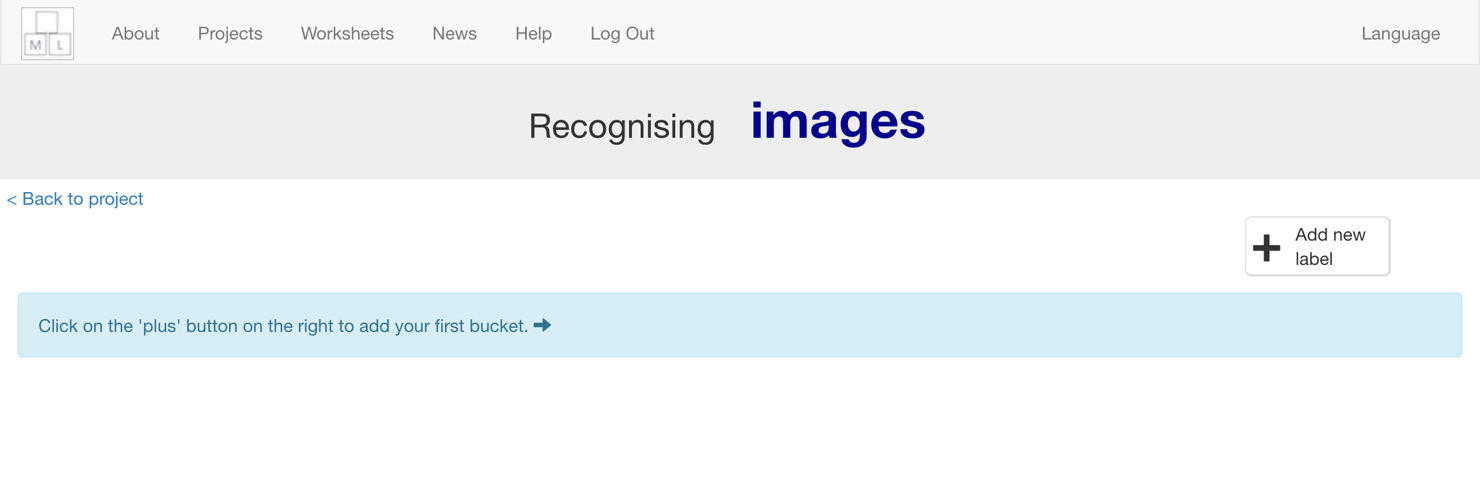 M L
About Projects Worksheets News Help Log Out Language
Recognising images
< Back to project
Add new
label
Click on the 'plus' button on the right to add your first bucket.